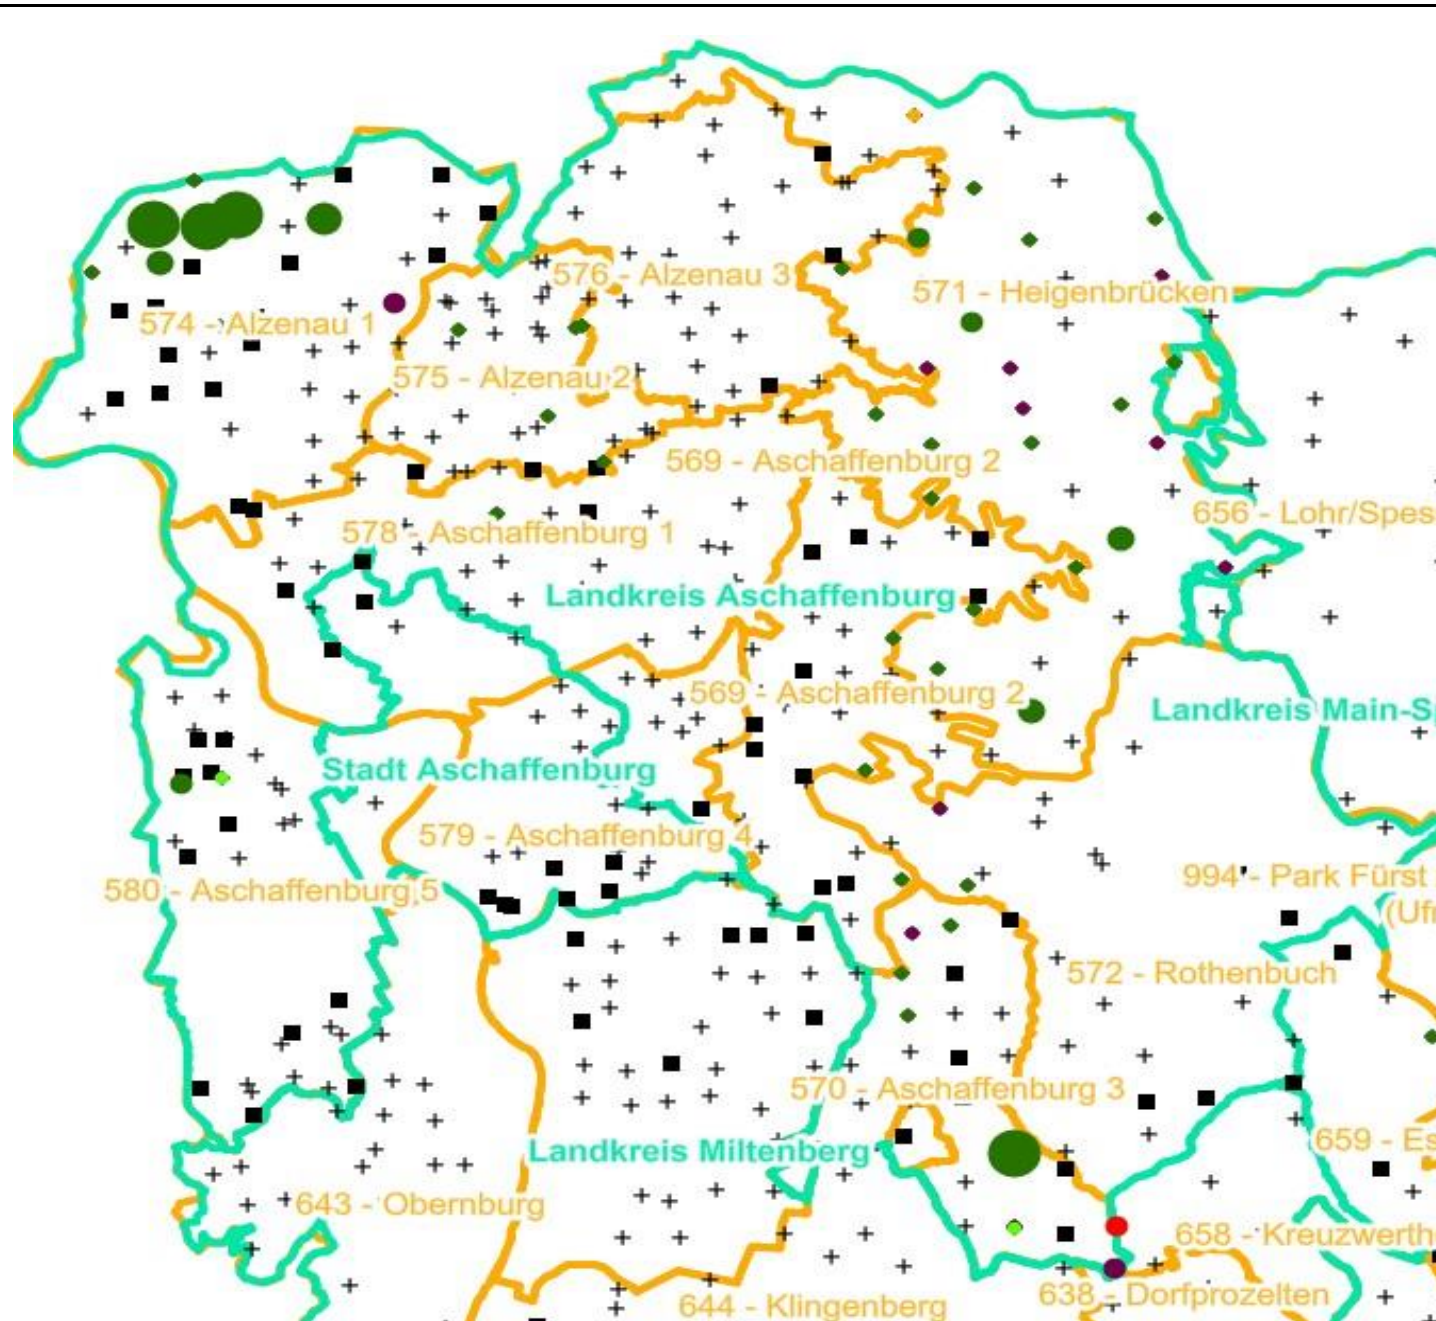 576 - Alzenau 3
571 - Heigenbrücken
574 - Alzenau 1
575 - Alzenau 2
569 - Aschaffenburg 2
656 - Lohr/Spes
578 - Aschaffenburg 1
Landkreis Aschaffenburg
569 - Aschaffenburg 2
Landkreis Main-Sp
Stadt Aschaffenburg
579 - Aschaffenburg 4
994 - Park Fürst
580 - Aschaffenburg 5
(Ufr
572 - Rothenbuch
570 - Aschaffenburg 3
659 - Es
Landkreis Miltenberg
643 - Obernburg
658 - Kreuzwerth
638 - Dorfprozelten
644 - Klingenberg